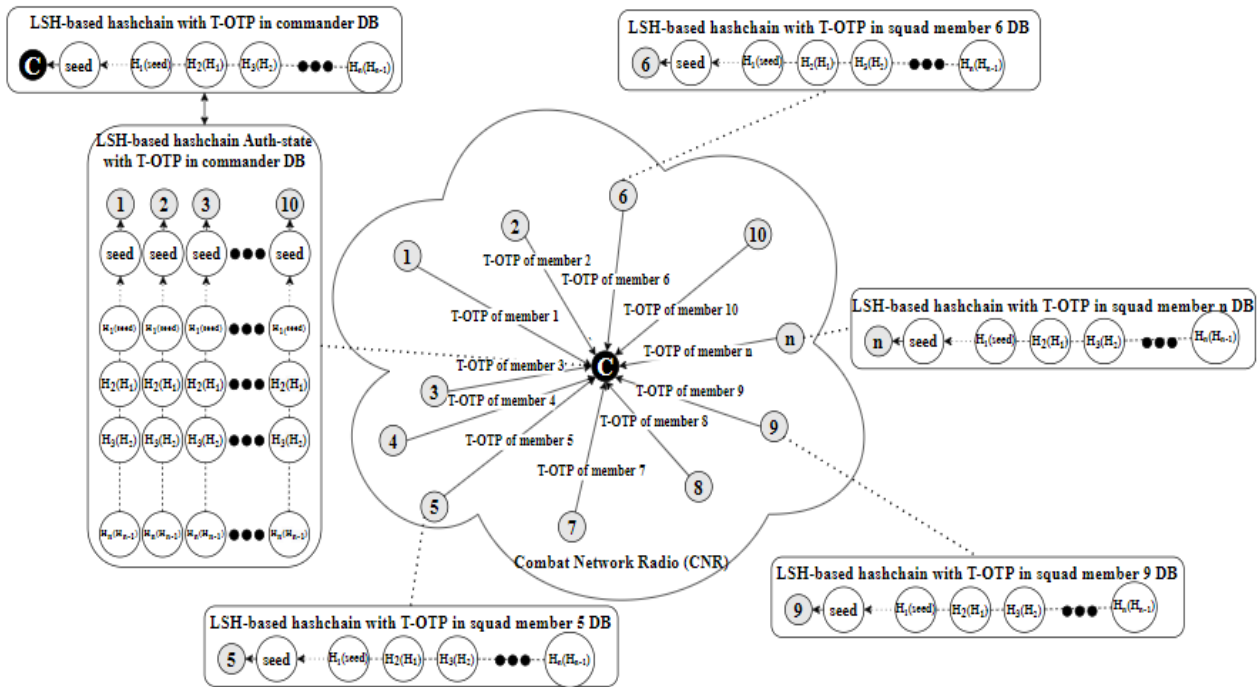 LSH-based hashchain with T-OTP in commander DB
C seed H1(seed) H2(H1) H3(H2) Hn(Hn-1)
LSH-based hashchain Auth-state
with T-OTP in commander DB
1 2 3 10
seed seed seed seed
H1(seed) H1(seed) H1(seed) H1(seed)
H2(H1) H2(H1) H2(H1) H2(H1)
H3(H2) H3(H2) H3(H2) H3(H2)
Hn(Hn-1) Hn(Hn-1) Hn(Hn-1) Hn(Hn-1)
LSH-based hashchain with T-OTP in squad member 6 DB
6 seed H1(seed) H2(H1) H3(H2) Hn(Hn-1)
6
2
10
1
T-OTP of member 2
T-OTP of member 6
T-OTP of member 10
T-OTP of member 1
n
T-OTP of member n
C
T-OTP of member 3
3
T-OTP of member 9
T-OTP of member 4
T-OTP of member 8
9
4
T-OTP of member 5
T-OTP of member 7
8
5
7
Combat Network Radio (CNR)
LSH-based hashchain with T-OTP in squad member n DB
n seed H1(seed) H2(H1) H3(H2) Hn(Hn-1)
LSH-based hashchain with T-OTP in squad member 9 DB
9 seed H1(seed) H2(H1) H3(H2) Hn(Hn-1)
LSH-based hashchain with T-OTP in squad member 5 DB
5 seed H1(seed) H2(H1) H3(H2) Hn(Hn-1)